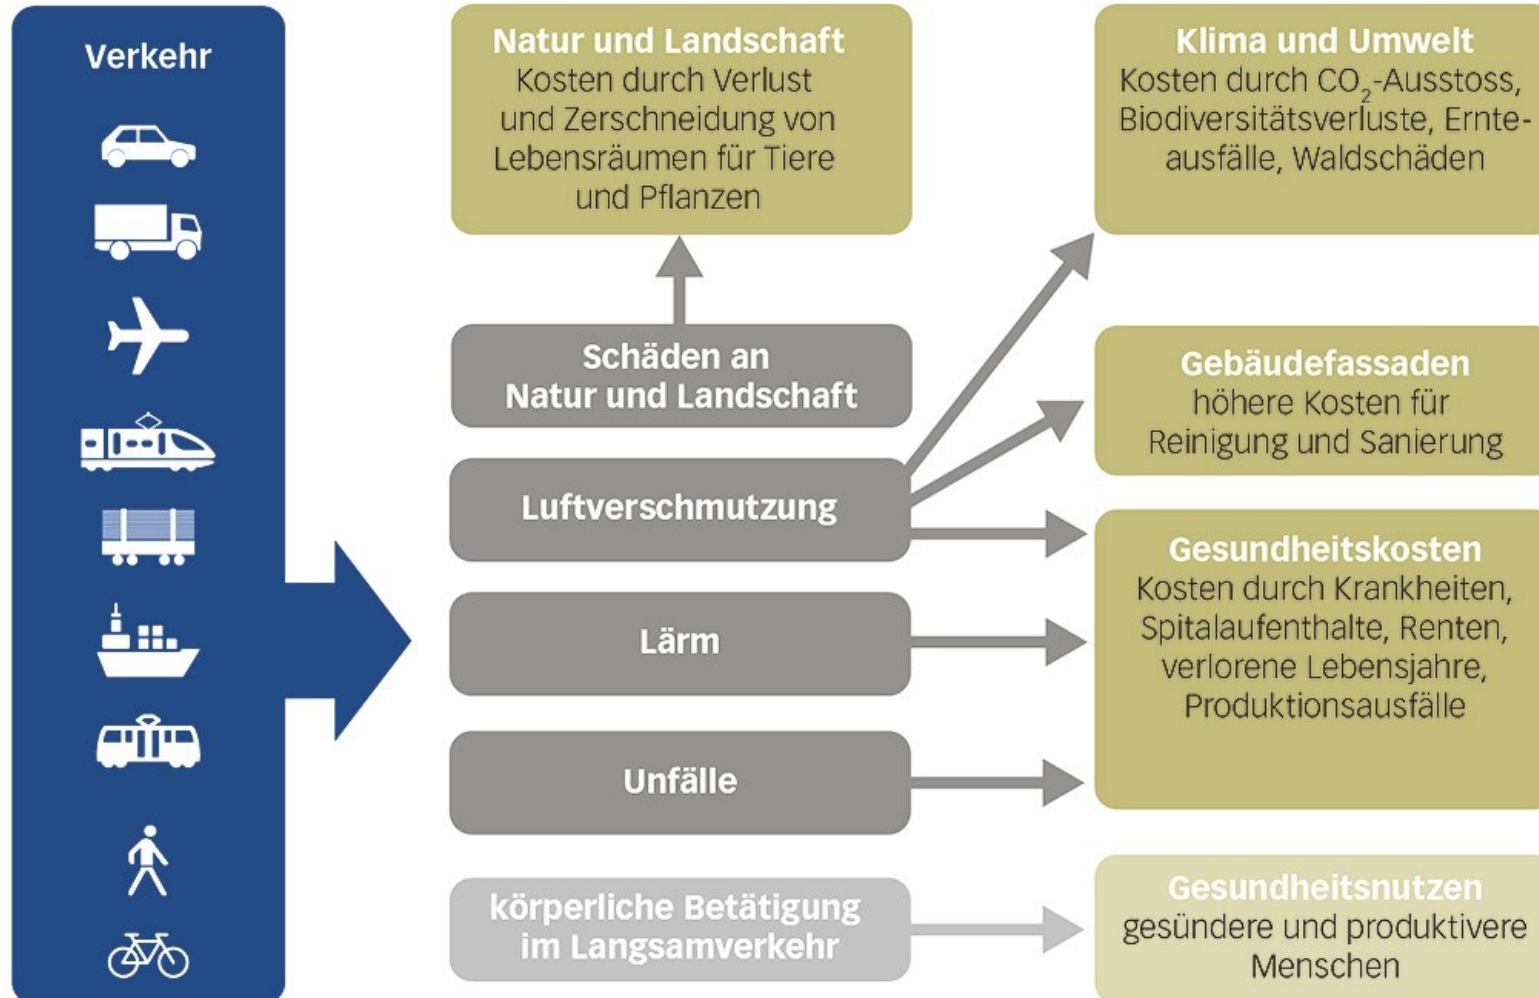 Verkehr
Natur und Landschaft
Kosten durch Verlust
und Zerschneidung von
Lebensräumen für Tiere
und Pflanzen
Klima und Umwelt
Kosten durch CO₂-Ausstoss,
Biodiversitätsverluste, Ernte-
ausfälle, Waldschäden
Schäden an
Natur und Landschaft
Gebäudefassaden
höhere Kosten für
Reinigung und Sanierung
Luftverschmutzung
Gesundheitskosten
Kosten durch Krankheiten,
Spitalaufenthalte, Renten,
verlorene Lebensjahre,
Produktionsausfälle
Lärm
Unfälle
körperliche Betätigung
im Langsamverkehr
Gesundheitsnutzen
gesündere und produktivere
Menschen